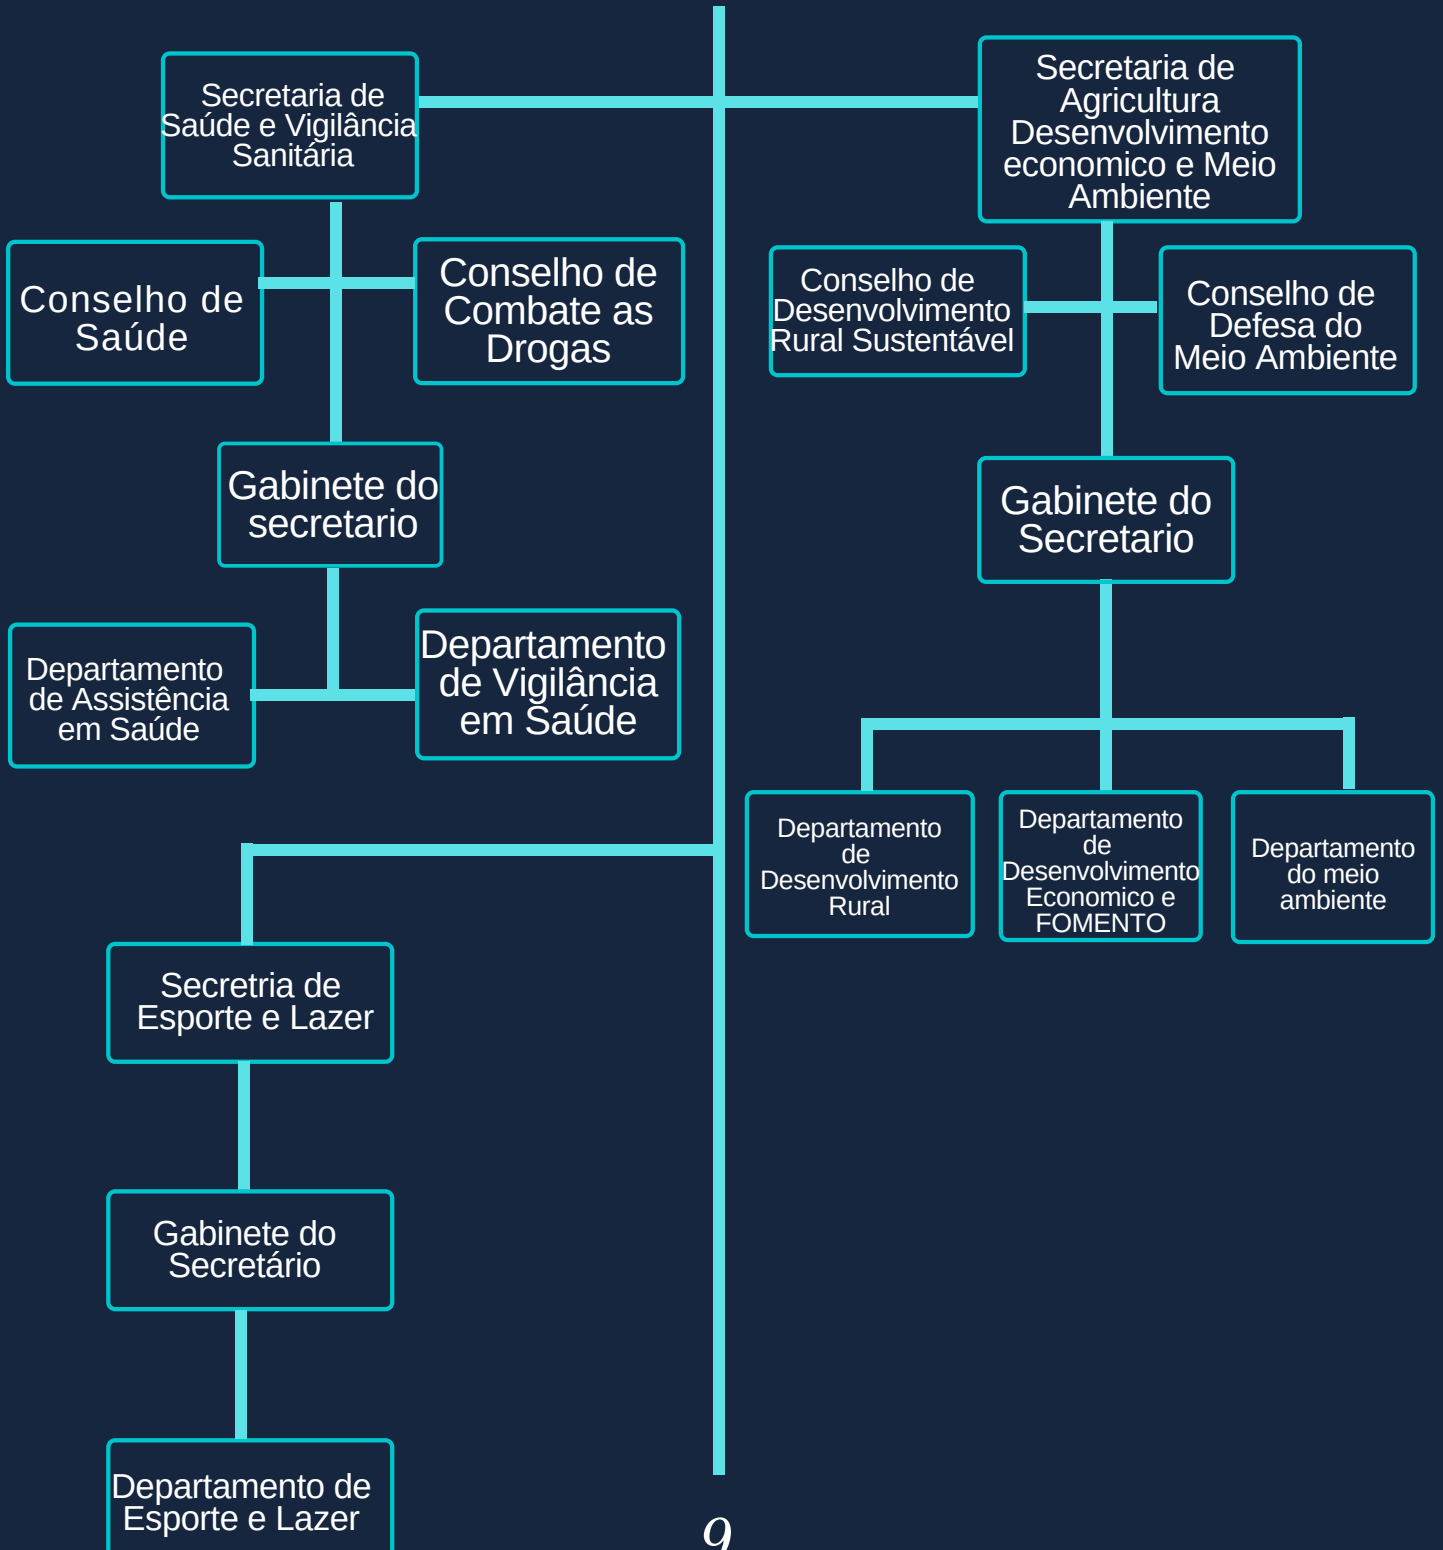 Secretaria de
Saúde e Vigilância
Sanitária
Secretaria de
Agricultura
Desenvolvimento
economico e Meio
Ambiente
Conselho de
Saúde
Conselho de
Combate as
Drogas
Conselho de
Desenvolvimento
Rural Sustentável
Conselho de
Defesa do
Meio Ambiente
Gabinete do
secretario
Gabinete do
Secretario
Departamento
de Assistência
em Saúde
Departamento
de Vigilância
em Saúde
Departamento
de
Desenvolvimento
Rural
Departamento
de
Desenvolvimento
Economico e
FOMENTO
Departamento
do meio
ambiente
Secretria de
Esporte e Lazer
Gabinete do
Secretário
Departamento de
Esporte e Lazer
9